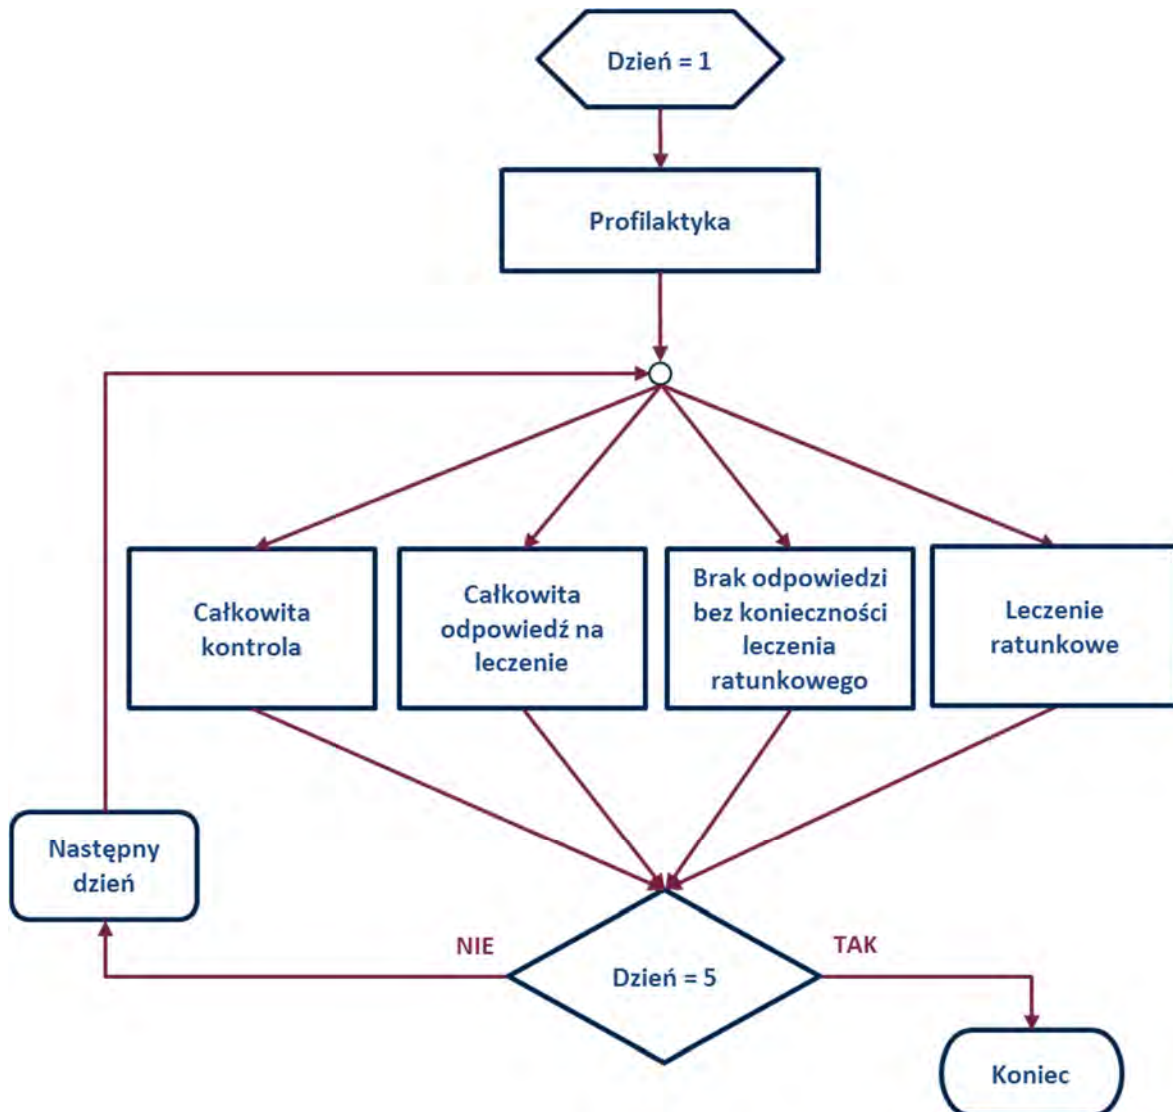 Dzień = 1
Profilaktyka
Całkowita
kontrola
Całkowita
odpowiedź na
leczenie
Brak odpowiedzi
bez konieczności
leczenia
ratunkowego
Leczenie
ratunkowe
Następny
dzień
NIE
TAK
Dzień = 5
Koniec